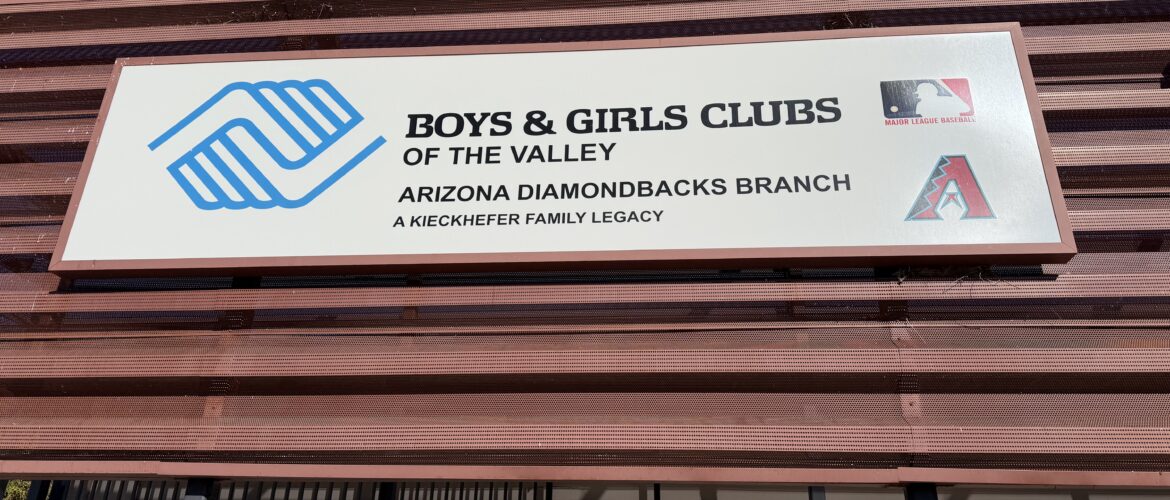 BOYS & GIRLS CLUBS
OF THE VALLEY
ARIZONA DIAMONDBACKS BRANCH
A KIECKHEFER FAMILY LEGACY
MAJOR LEAGUE BASEBALL
A